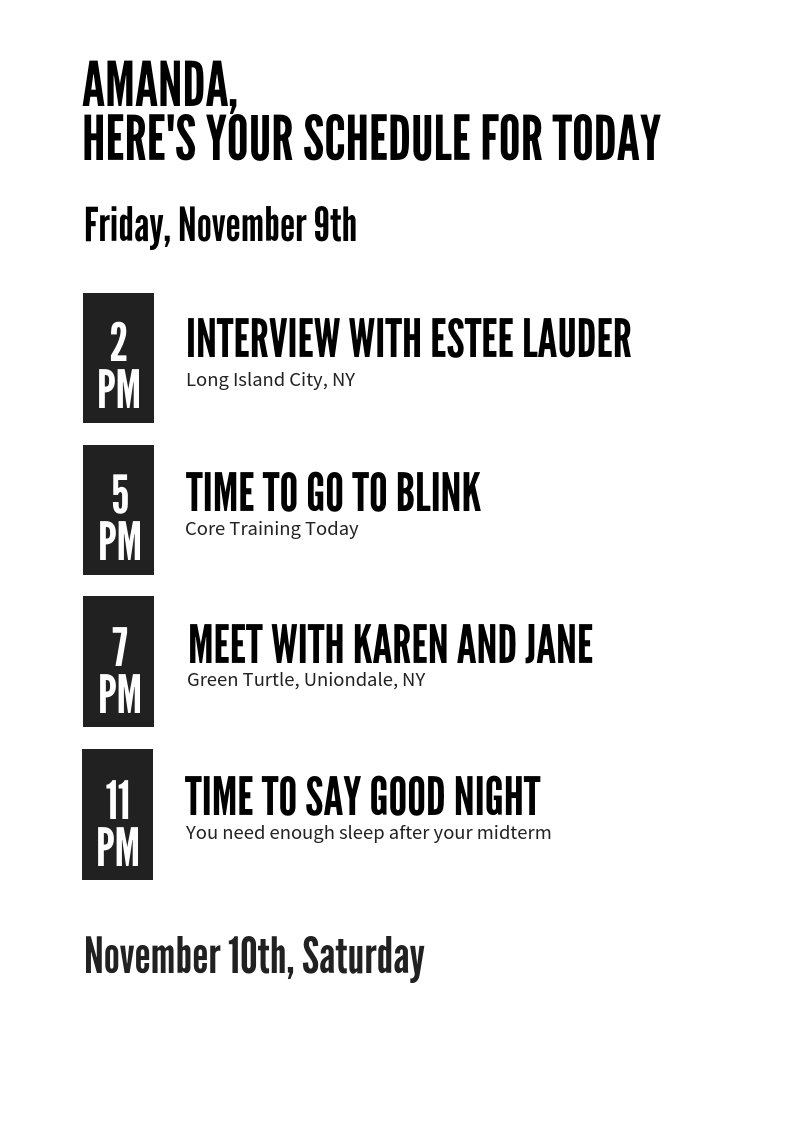 AMANDA,
HERE'S YOUR SCHEDULE FOR TODAY
Friday, November 9th
2
PM
INTERVIEW WITH ESTEE LAUDER
Long Island City, NY
5
PM
TIME TO GO TO BLINK
Core Training Today
7
PM
MEET WITH KAREN AND JANE
Green Turtle, Uniondale, NY
11
PM
TIME TO SAY GOOD NIGHT
You need enough sleep after your midterm
November 10th, Saturday